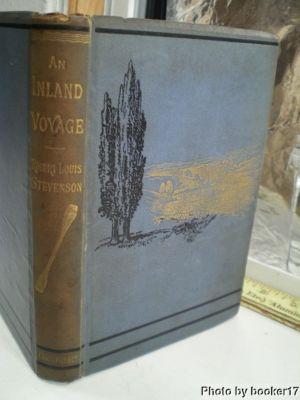 AN
INLAND
VOYAGE
ROBERT LOUIS
STEVENSON
Photo by booker17